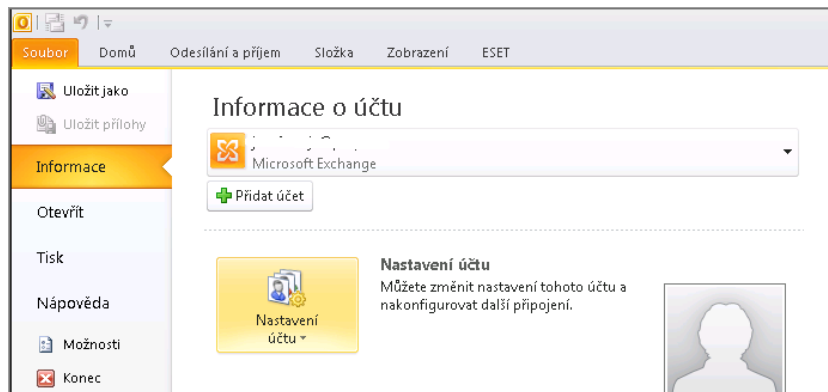 Soubor Domů Odesílání a příjem Složka Zobrazení ESET
Uložit jako
Uložit přílohy
Informace
Otevřít
Tisk
Nápověda
Možnosti
Konec
Informace o účtu
Microsoft Exchange
Přidat účet
Nastavení
účtu
Nastavení účtu
Můžete změnit nastavení tohoto účtu a
nakonfigurovat další připojení.